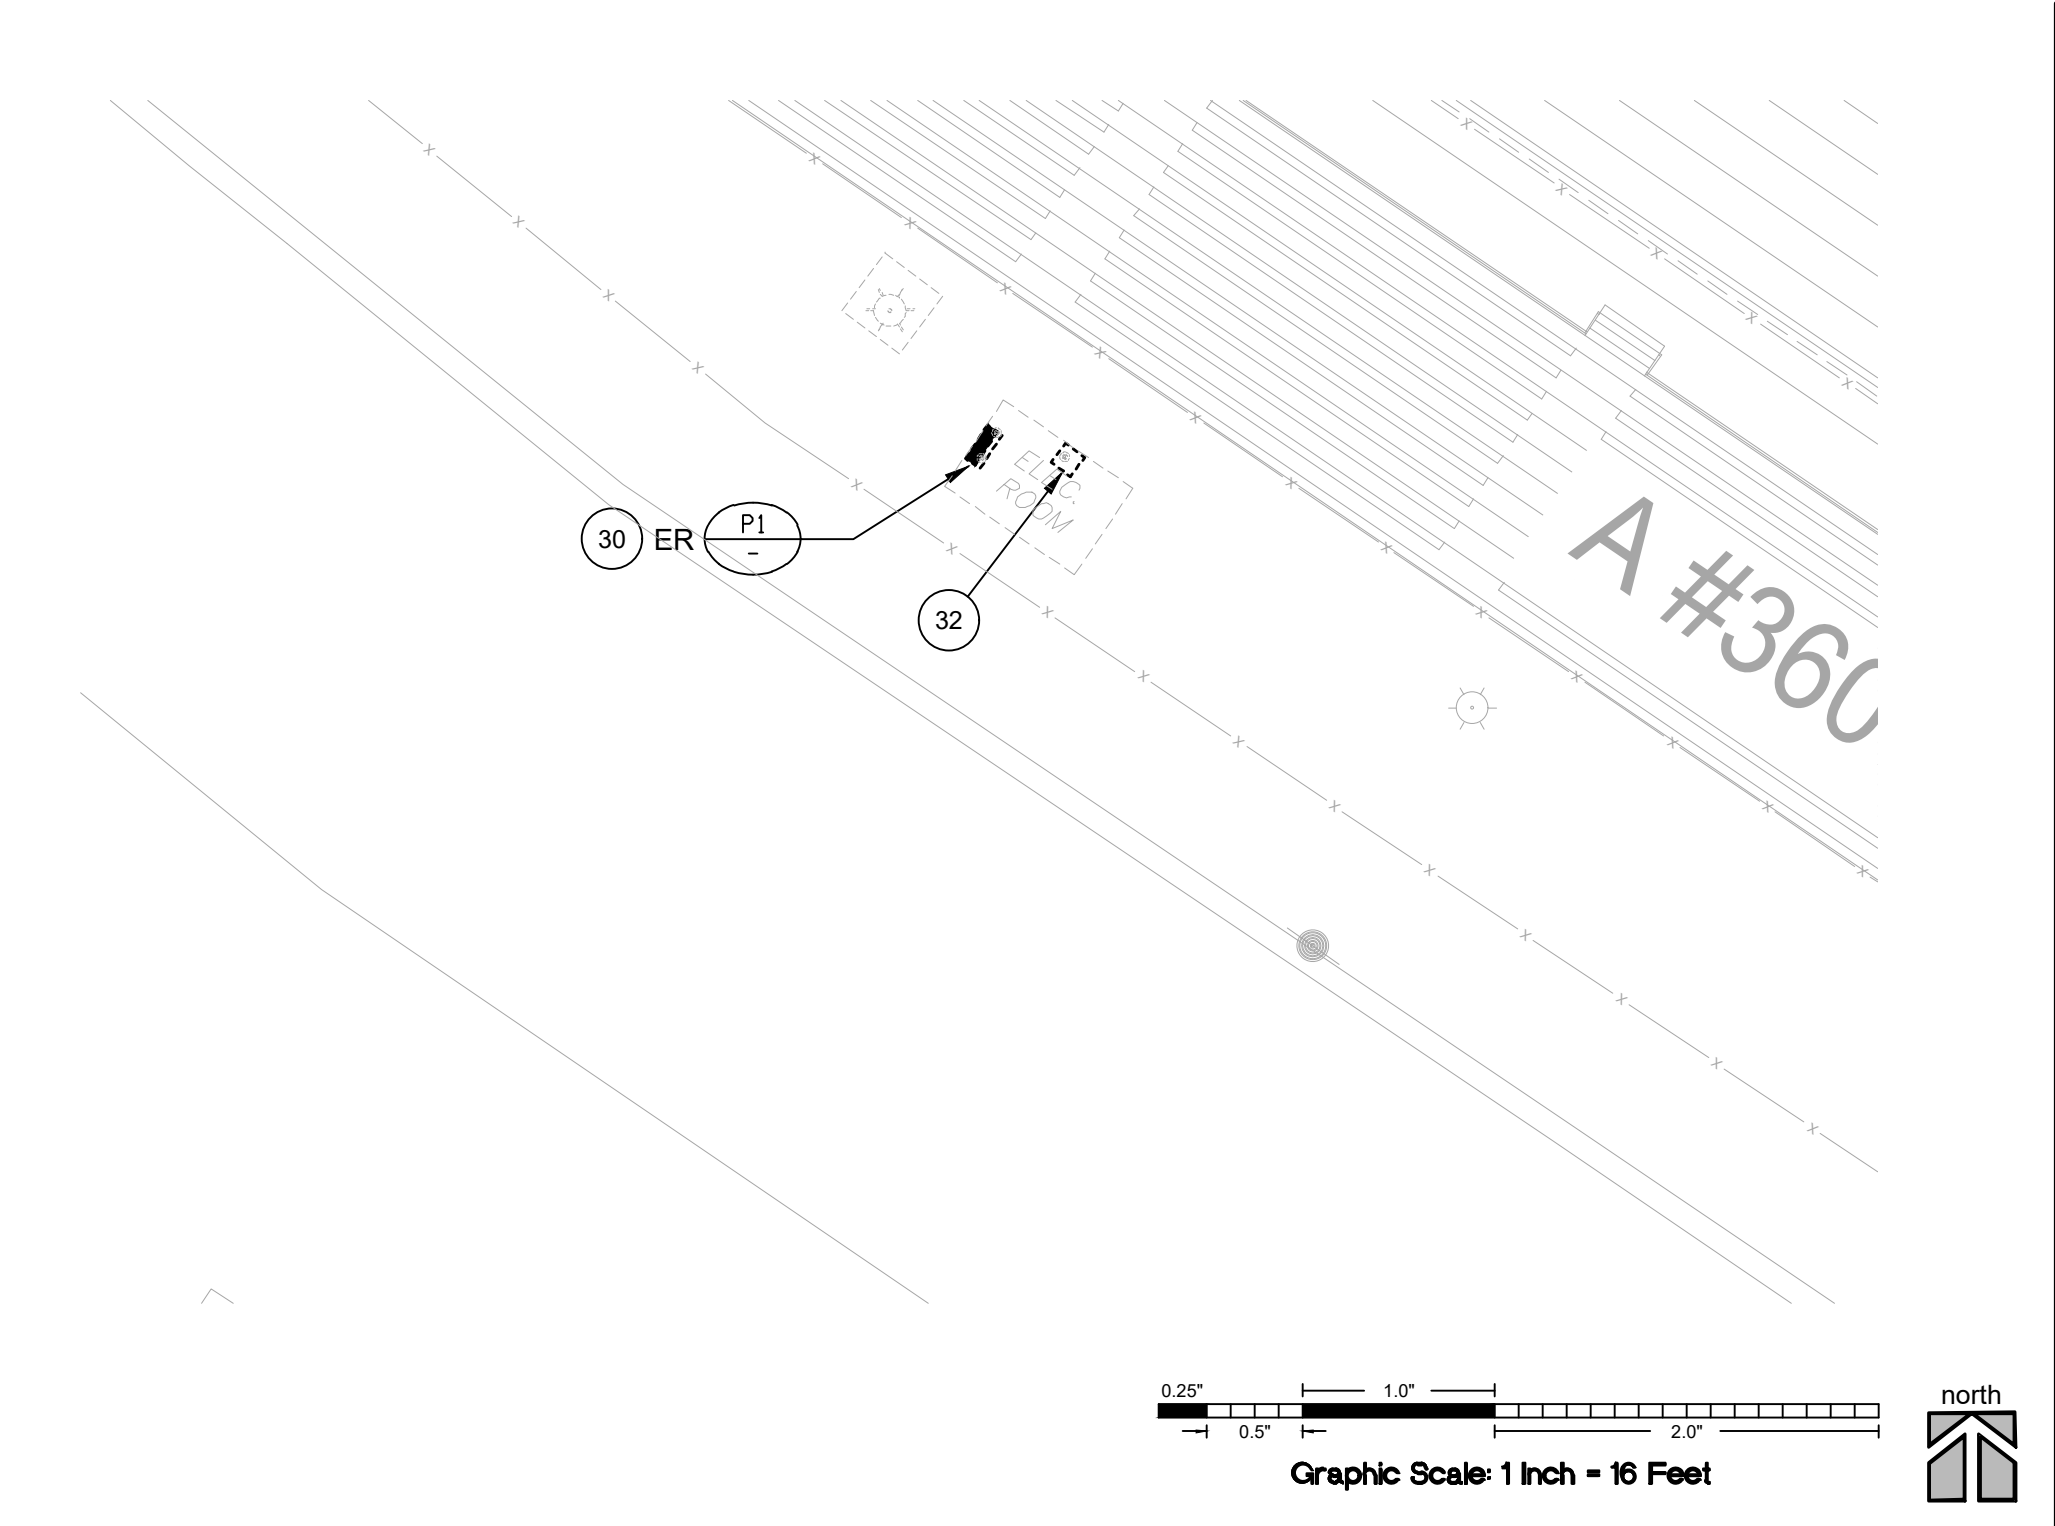 ELEC.
ROOM
30 ER P1
-
32
A #360
0.25" 1.0"
0.5" 2.0"
Graphic Scale: 1 Inch = 16 Feet
north